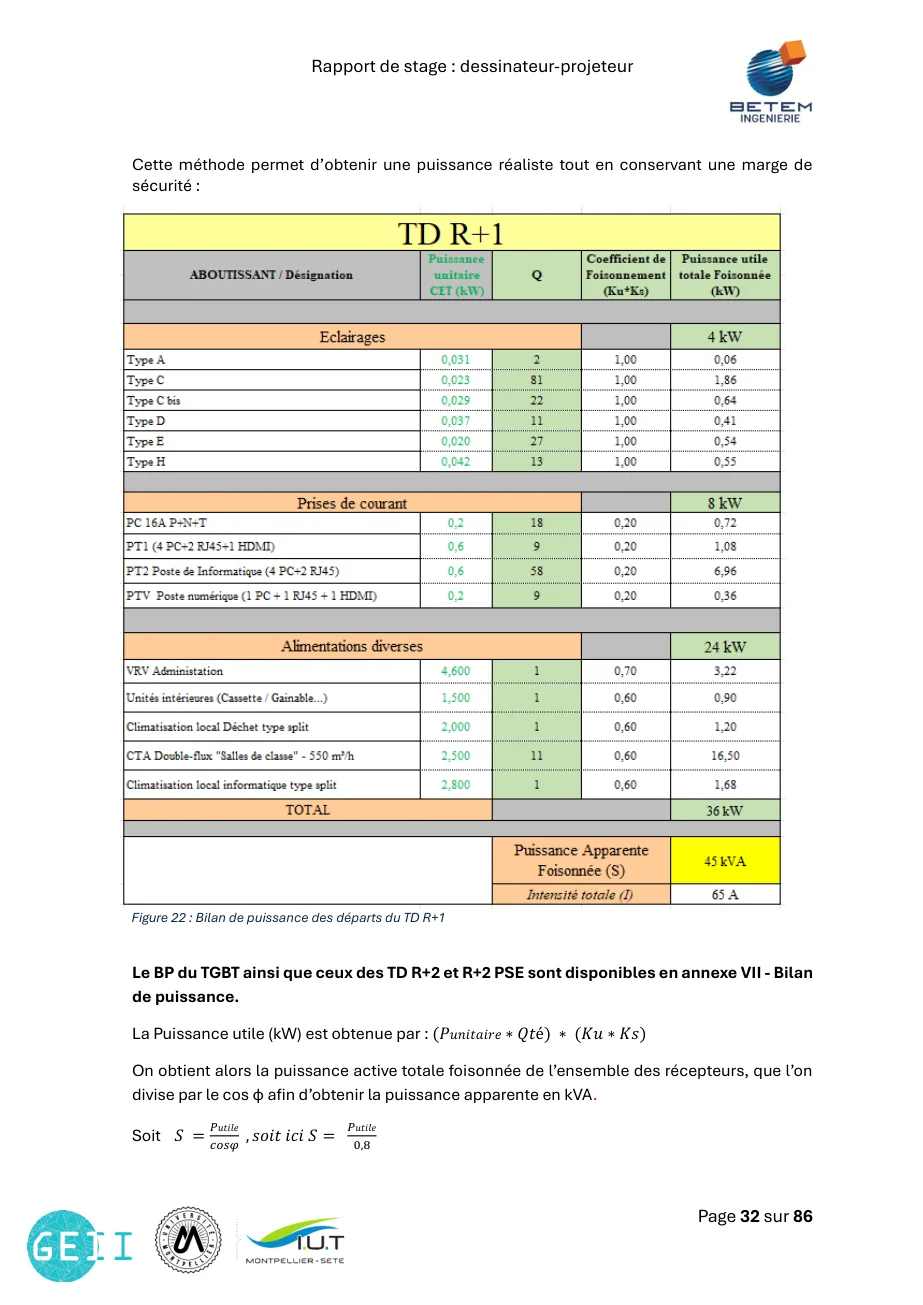 Rapport de stage : dessinateur-projeteur
BETEM
INGENIERIE
Cette méthode permet d’obtenir une puissance réaliste tout en conservant une marge de
sécurité :
TD R+1
ABOUTISSANT / Désignation | Puissance unitaire CET (kW) | Q | Coefficient de Foisonnement (Ku*Ks) | Puissance utile totale Foisonnée (kW)
Eclairages | 4 kW
Type A | 0,031 | 2 | 1,00 | 0,06
Type C | 0,023 | 81 | 1,00 | 1,86
Type C bis | 0,029 | 22 | 1,00 | 0,64
Type D | 0,037 | 11 | 1,00 | 0,41
Type E | 0,020 | 27 | 1,00 | 0,54
Type H | 0,042 | 13 | 1,00 | 0,55
Prises de courant | 8 kW
PC 16A P+N+T | 0,2 | 18 | 0,20 | 0,72
PT1 (4 PC+2 RJ45+1 HDMI) | 0,6 | 9 | 0,20 | 1,08
PT2 Poste de Informatique (4 PC+2 RJ45) | 0,6 | 58 | 0,20 | 6,96
PTV Poste numérique (1 PC + 1 RJ45 + 1 HDMI) | 0,2 | 9 | 0,20 | 0,36
Alimentations diverses | 24 kW
VRV Administation | 4,600 | 1 | 0,70 | 3,22
Unités intérieures (Cassette / Gainable...) | 1,500 | 1 | 0,60 | 0,90
Climatisation local Déchet type split | 2,000 | 1 | 0,60 | 1,20
CTA Double-flux "Salles de classe" - 550 m³/h | 2,500 | 11 | 0,60 | 16,50
Climatisation local informatique type split | 2,800 | 1 | 0,60 | 1,68
TOTAL | 36 kW
Puissance Apparente Foisonnée (S) | 45 kVA
Intensité totale (I) | 65 A
Figure 22 : Bilan de puissance des départs du TD R+1
Le BP du TGBT ainsi que ceux des TD R+2 et R+2 PSE sont disponibles en annexe VII - Bilan
de puissance.
La Puissance utile (kW) est obtenue par : (Punitaire ∗ Qté) ∗ (Ku ∗ Ks)
On obtient alors la puissance active totale foisonnée de l’ensemble des récepteurs, que l’on
divise par le cos ϕ afin d’obtenir la puissance apparente en kVA.
Soit S = Putile/cosφ , soit ici S = Putile/0,8
Page 32 sur 86
GEII
UNIVERSITÉ
MONTPELLIER
I.U.T
MONTPELLIER-SETE